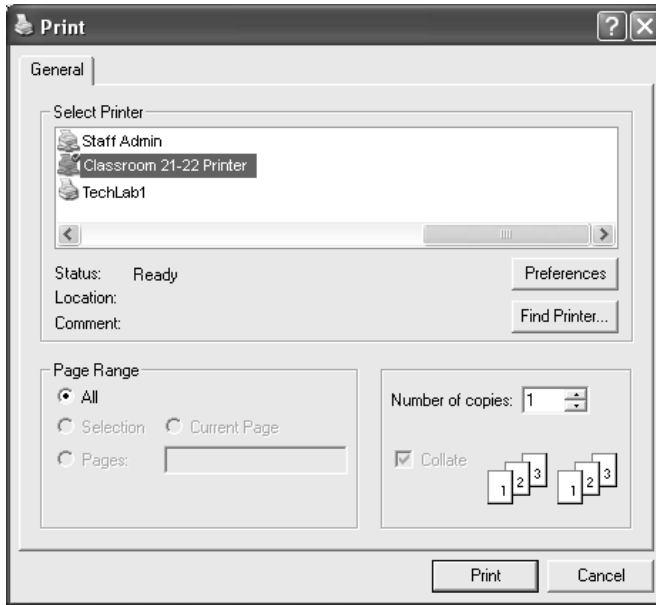 Print
General
Select Printer
Staff Admin
Classroom 21-22 Printer
TechLab1
Status: Ready
Location:
Comment:
Preferences
Find Printer...
Page Range
All
Selection Current Page
Pages:
Number of copies: 1
Collate
1 2 3 1 2 3
Print Cancel